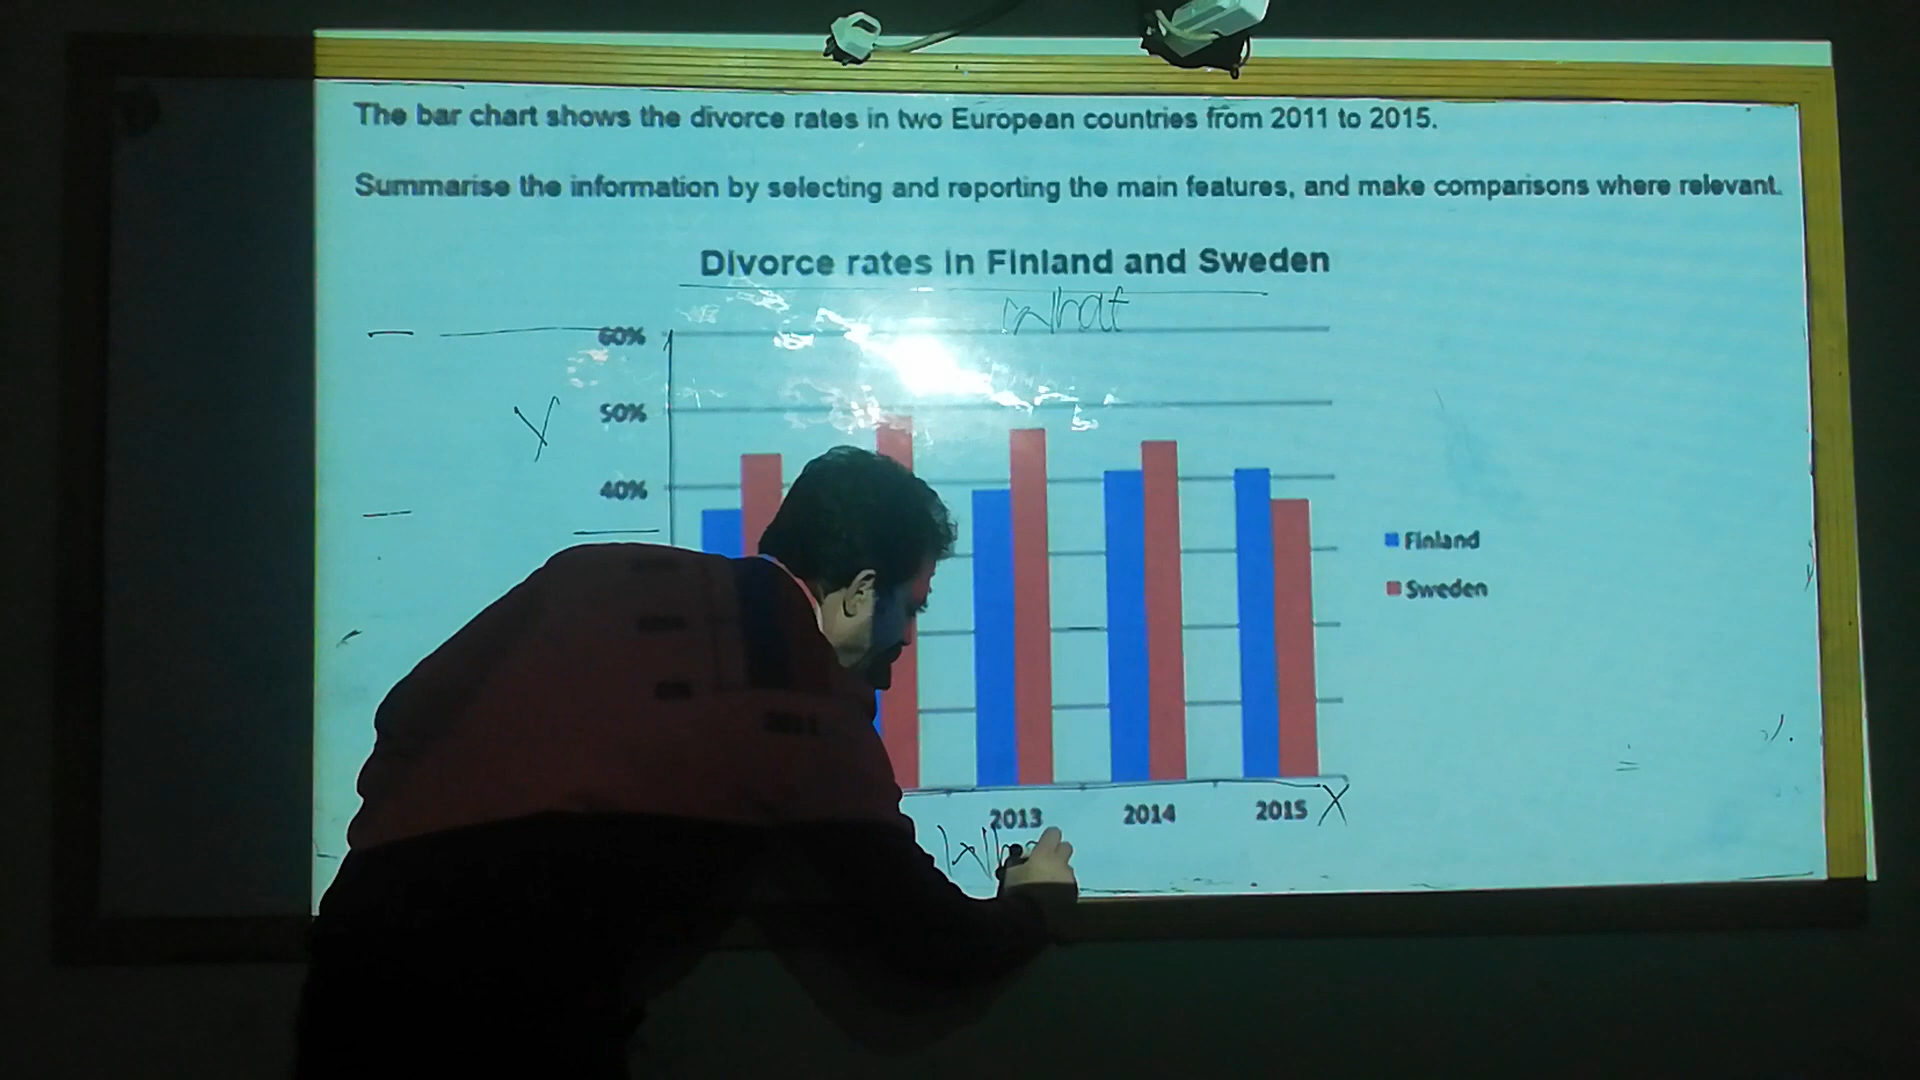 The bar chart shows the divorce rates in two European countries from 2011 to 2015.
Summarise the information by selecting and reporting the main features, and make comparisons where relevant.
Divorce rates in Finland and Sweden
What
60%
Y
50%
40%
Finland
Sweden
2011
2013
2014
2015
X